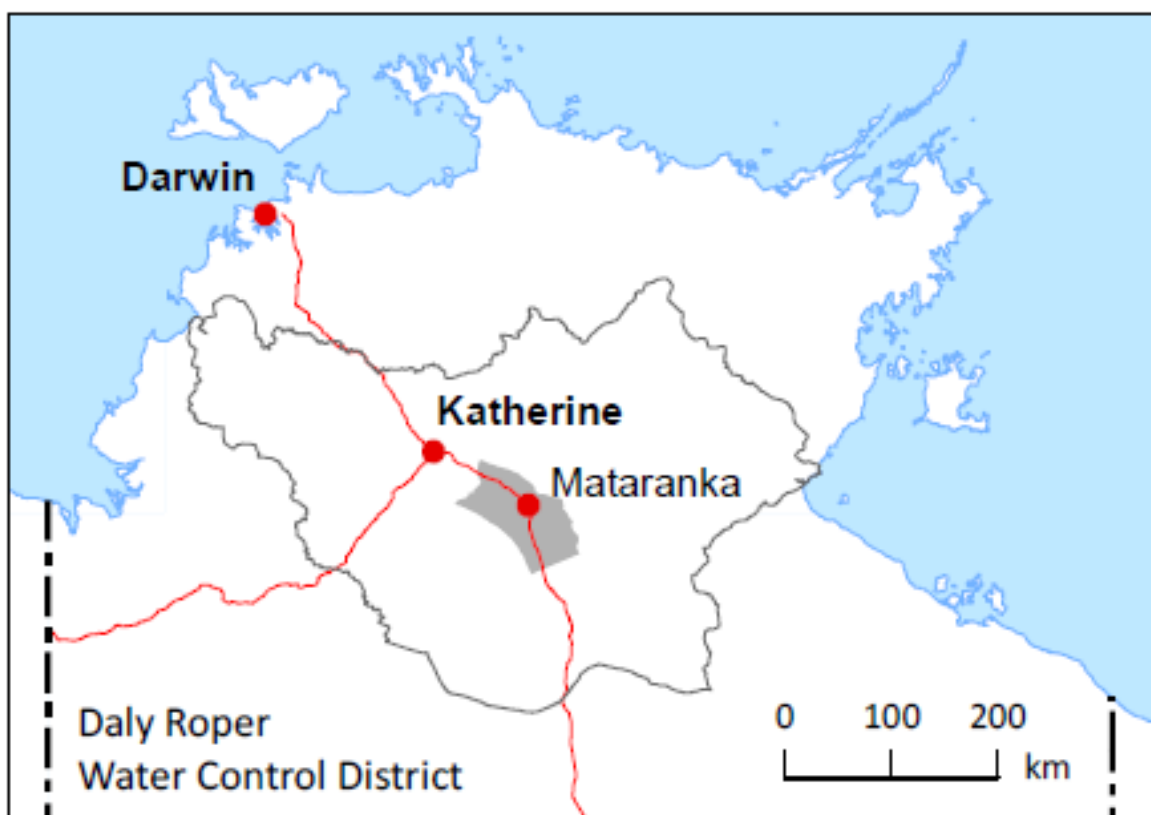 Darwin
Katherine
Mataranka
Daly Roper
Water Control District
0 100 200
km